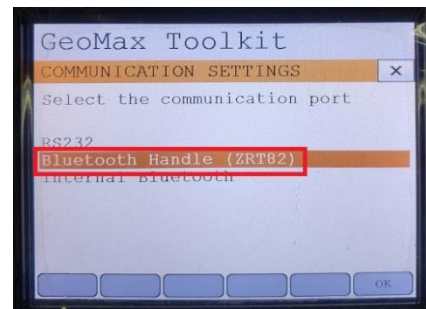 GeoMax Toolkit
COMMUNICATION SETTINGS
Select the communication port
RS232
Bluetooth Handle (ZRT82)
Internal Bluetooth
OK